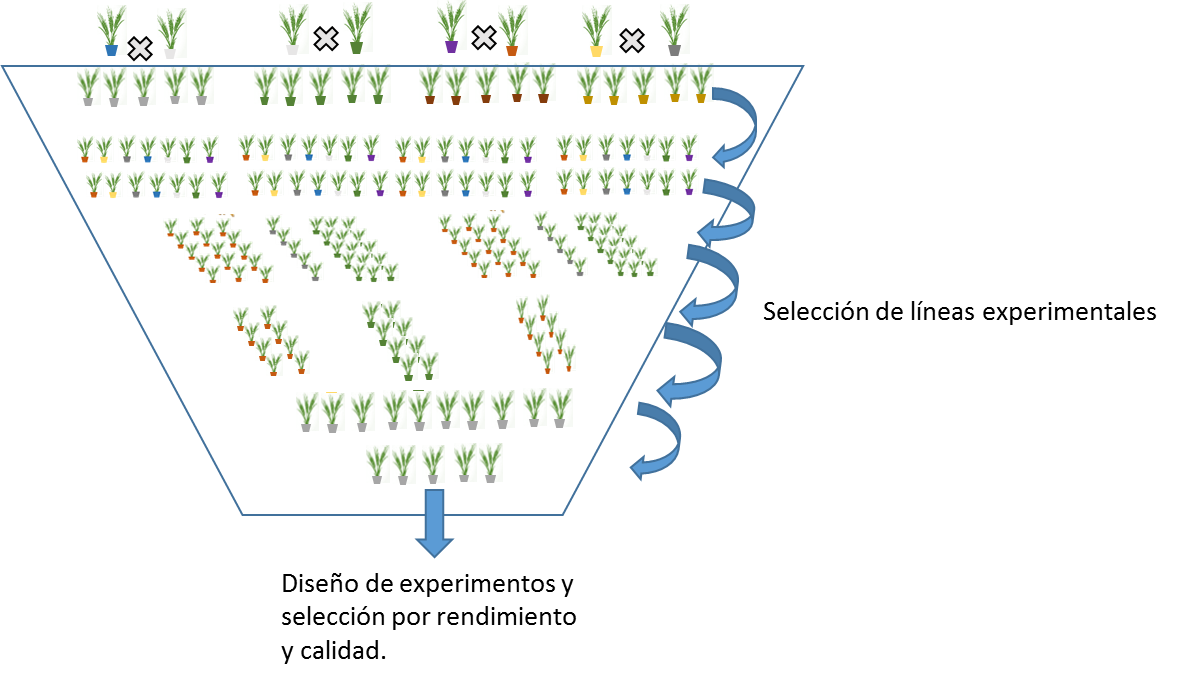 Selección de líneas experimentales
Diseño de experimentos y
selección por rendimiento
y calidad.